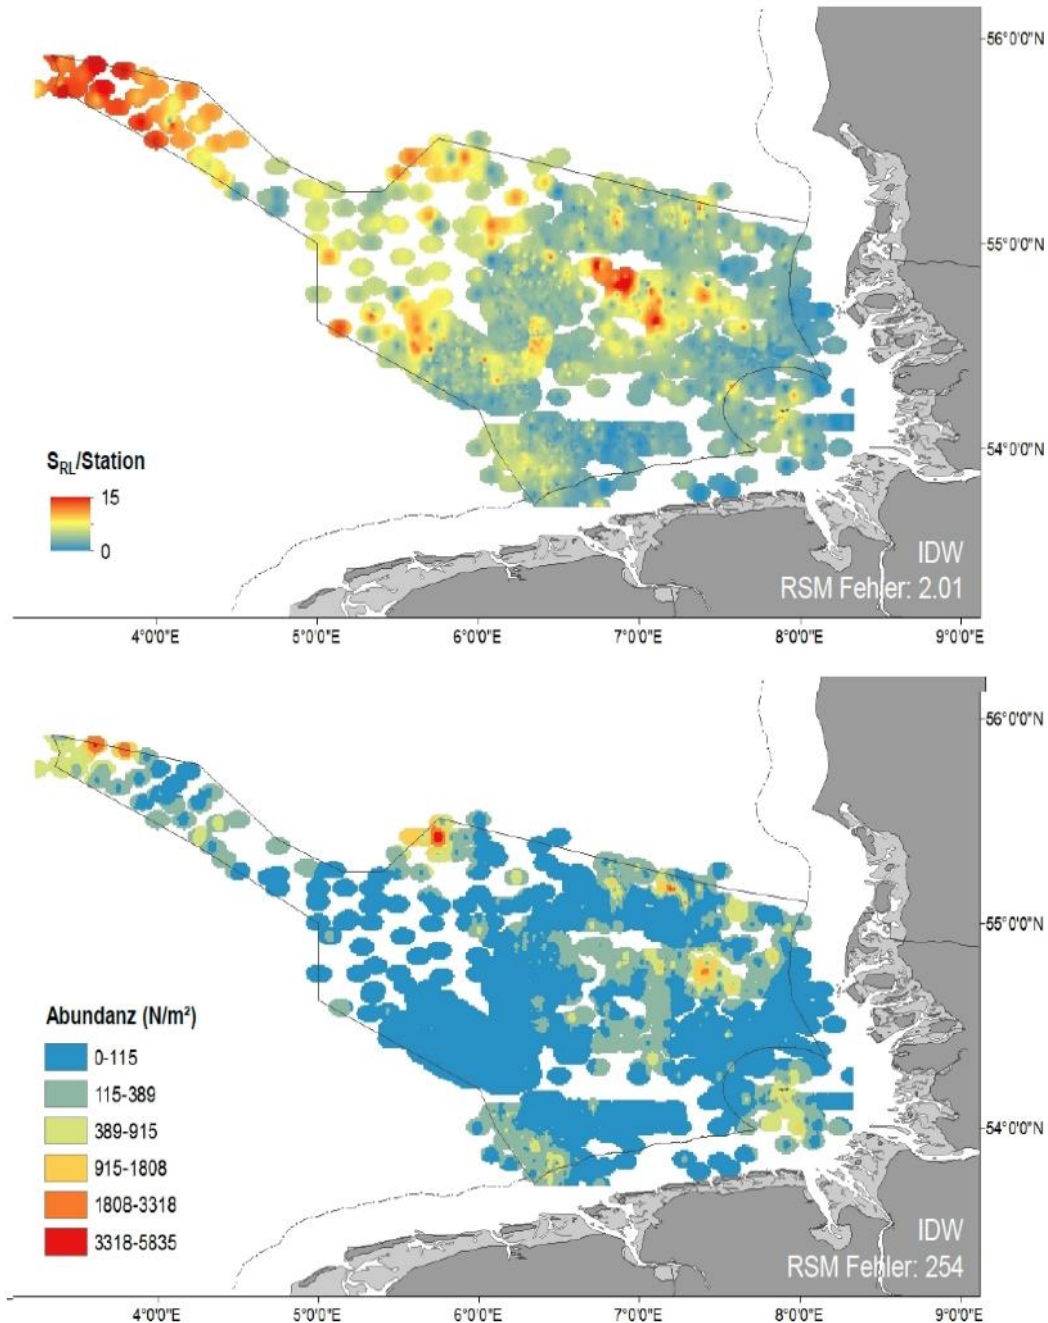 56°0'0"N
55°0'0"N
54°0'0"N
S_RL/Station
15
0
IDW
RSM Fehler: 2.01
4°0'0"E 5°0'0"E 6°0'0"E 7°0'0"E 8°0'0"E 9°0'0"E
56°0'0"N
55°0'0"N
54°0'0"N
Abundanz (N/m²)
0-115
115-389
389-915
915-1808
1808-3318
3318-5835
IDW
RSM Fehler: 254
4°0'0"E 5°0'0"E 6°0'0"E 7°0'0"E 8°0'0"E 9°0'0"E